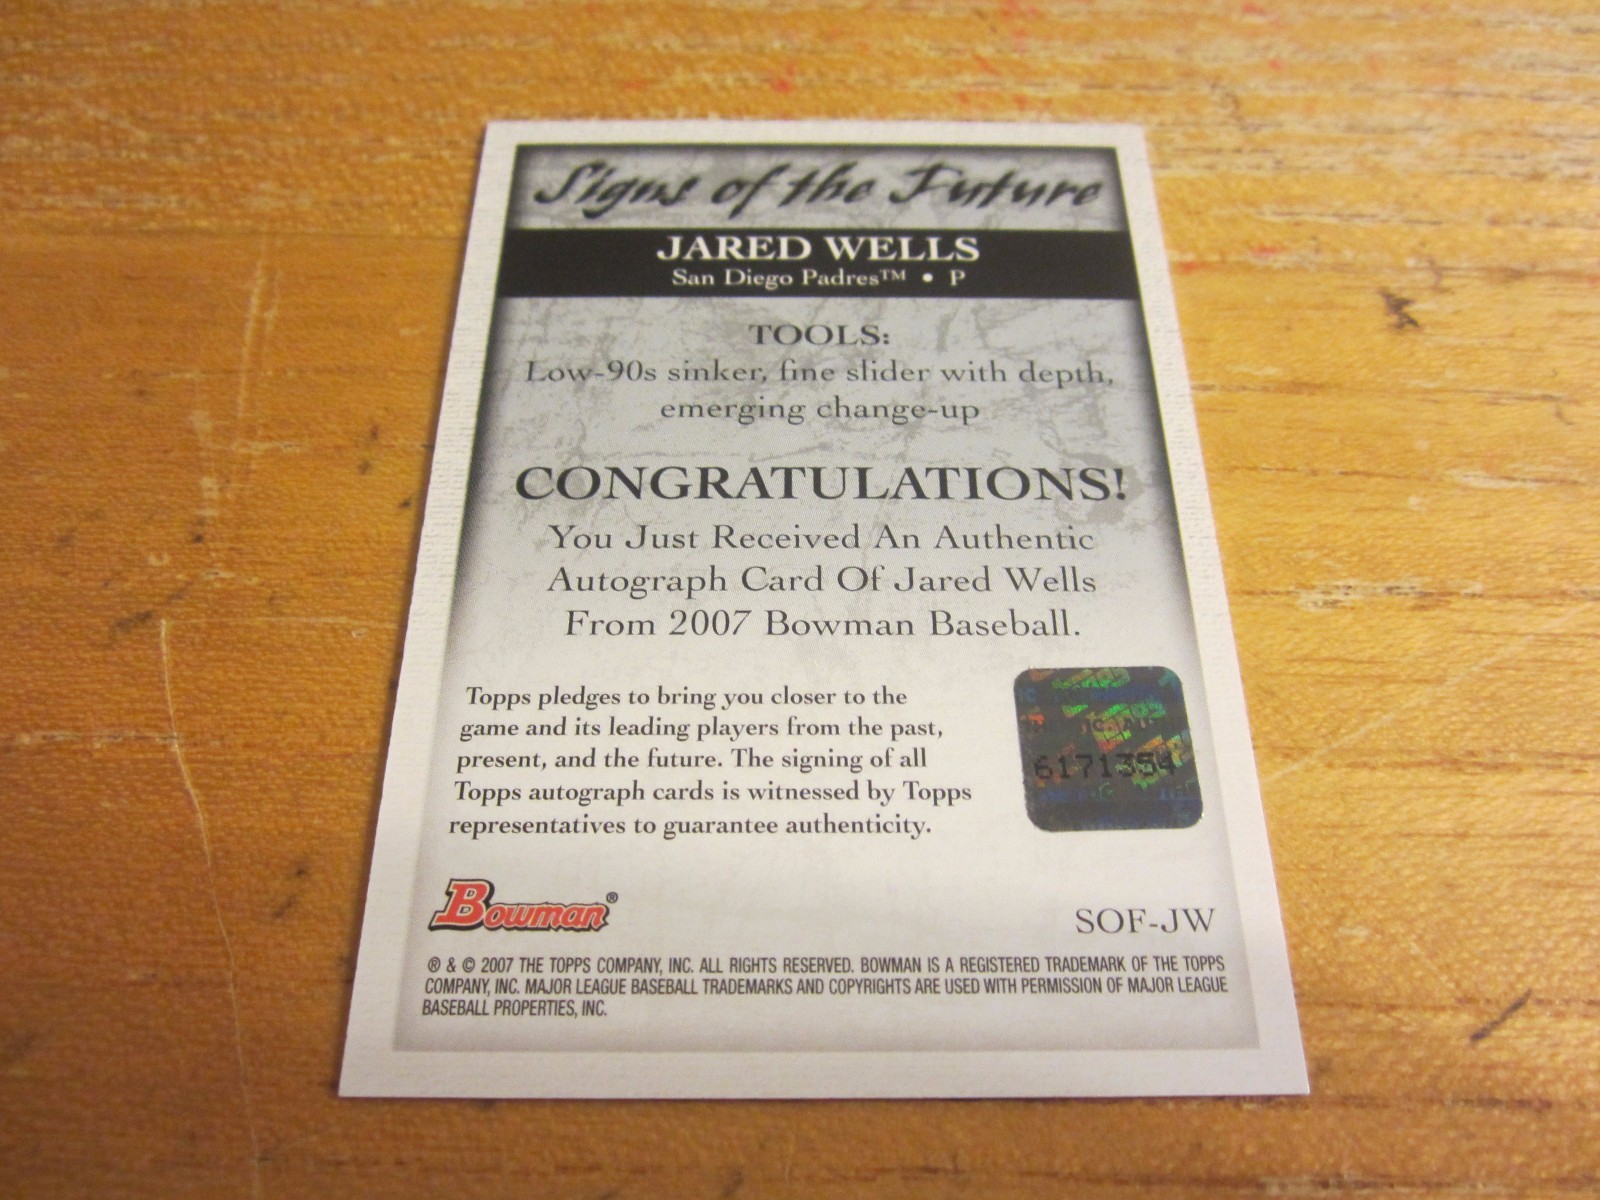 Signs of the Future
JARED WELLS
San Diego Padres™ • P
TOOLS:
Low-90s sinker, fine slider with depth,
emerging change-up
CONGRATULATIONS!
You Just Received An Authentic
Autograph Card Of Jared Wells
From 2007 Bowman Baseball.
Topps pledges to bring you closer to the
game and its leading players from the past,
present, and the future. The signing of all
Topps autograph cards is witnessed by Topps
representatives to guarantee authenticity.
6171354
Bowman®
SOF-JW
® & © 2007 THE TOPPS COMPANY, INC. ALL RIGHTS RESERVED. BOWMAN IS A REGISTERED TRADEMARK OF THE TOPPS
COMPANY, INC. MAJOR LEAGUE BASEBALL TRADEMARKS AND COPYRIGHTS ARE USED WITH PERMISSION OF MAJOR LEAGUE
BASEBALL PROPERTIES, INC.